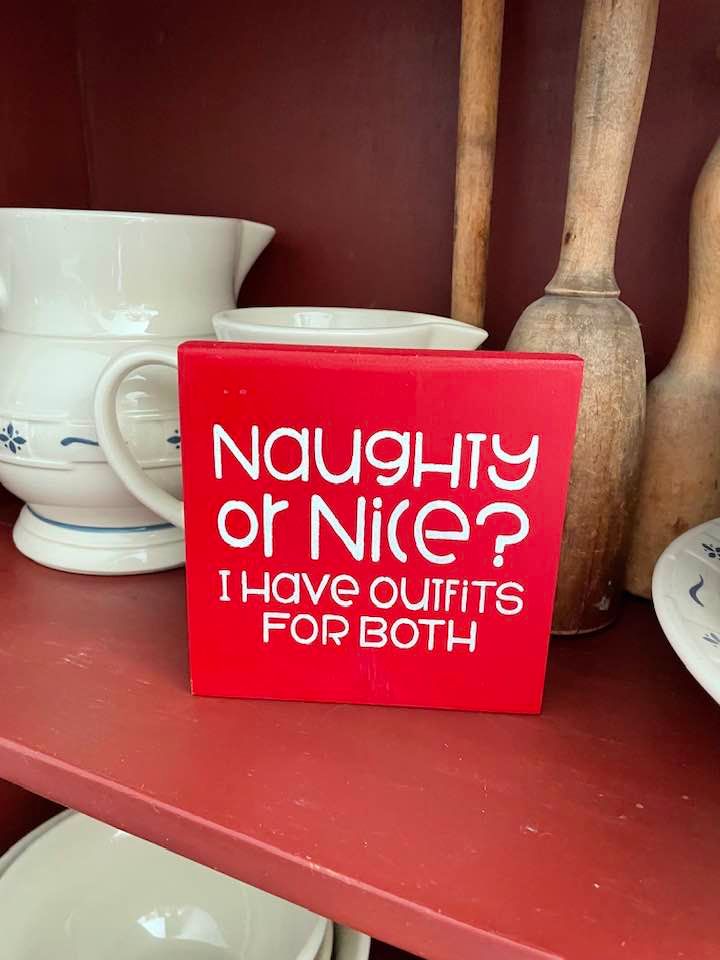 Naughty
or Nice?
I Have Outfits
FOR BOTH